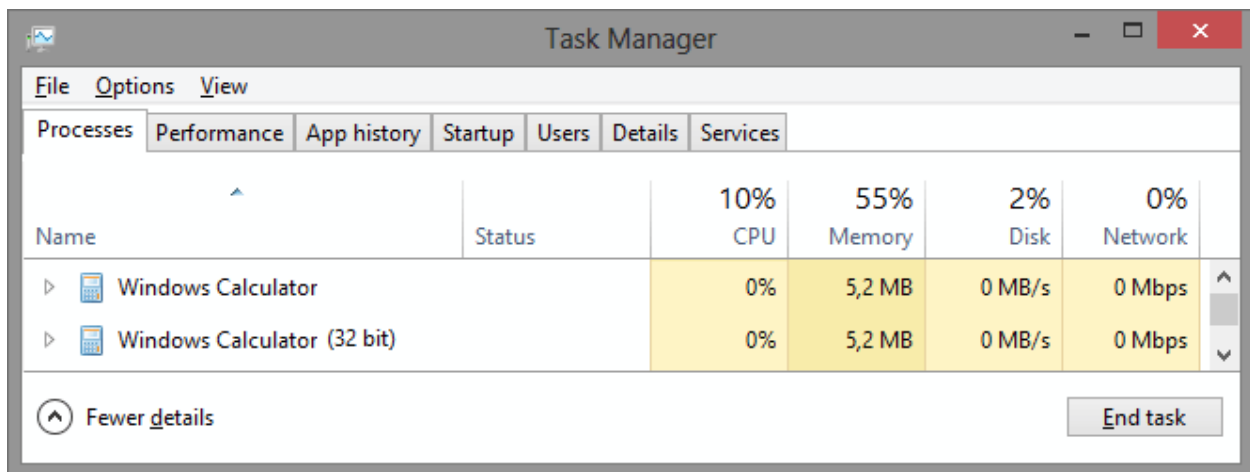 Task Manager
File Options View
Processes Performance App history Startup Users Details Services
10% 55% 2% 0%
Name Status CPU Memory Disk Network
Windows Calculator 0% 5,2 MB 0 MB/s 0 Mbps
Windows Calculator (32 bit) 0% 5,2 MB 0 MB/s 0 Mbps
Fewer details End task